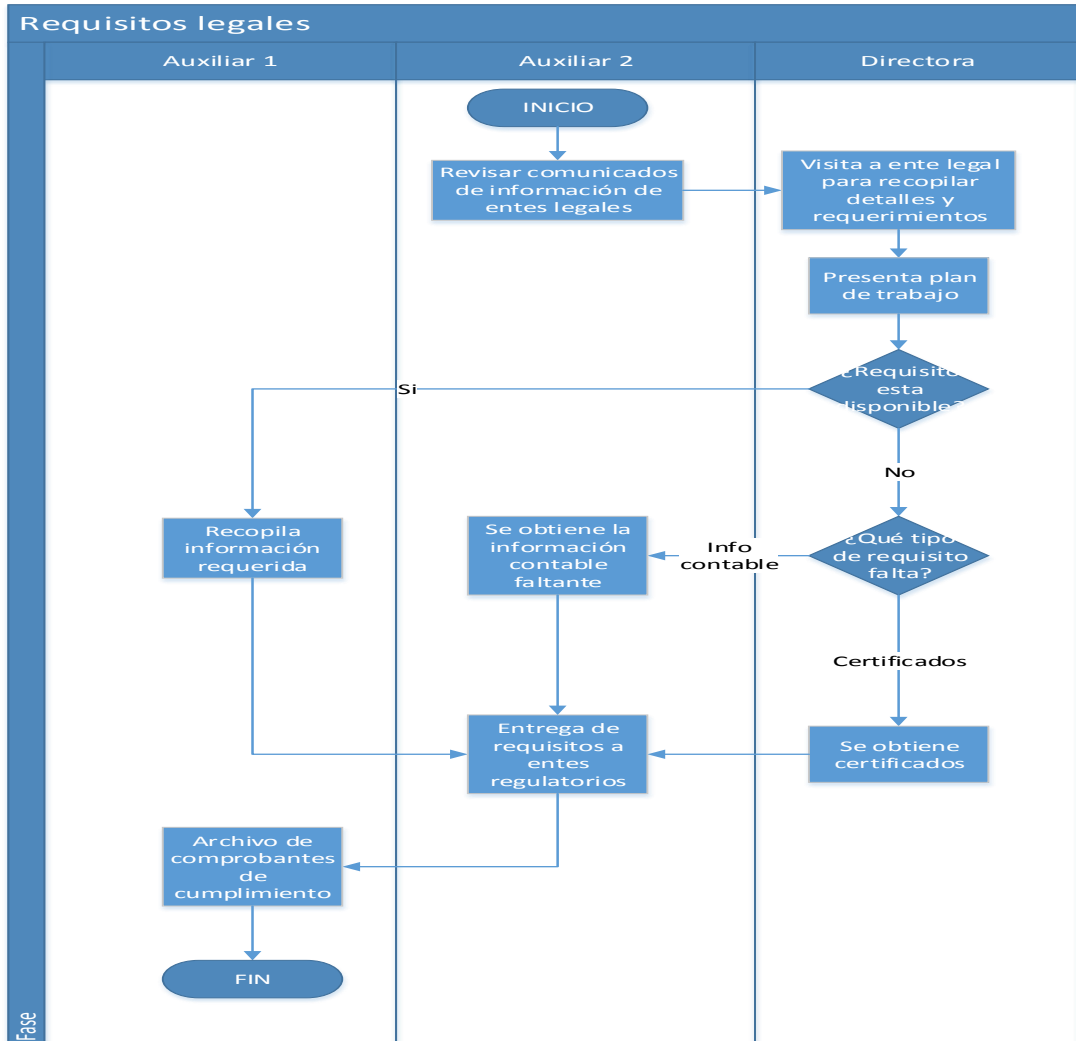 Requisitos legales
Auxiliar 1
Auxiliar 2
Directora
INICIO
Revisar comunicados
de información de
entes legales
Visita a ente legal
para recopilar
detalles y
requerimientos
Presenta plan
de trabajo
¿Requisito
esta
disponible?
Si
No
Recopila
información
requerida
Se obtiene la
información
contable
faltante
Info
contable
¿Qué tipo
de requisito
falta?
Certificados
Entrega de
requisitos a
entes
regulatorios
Se obtiene
certificados
Archivo de
comprobantes
de
cumplimiento
FIN
Fase